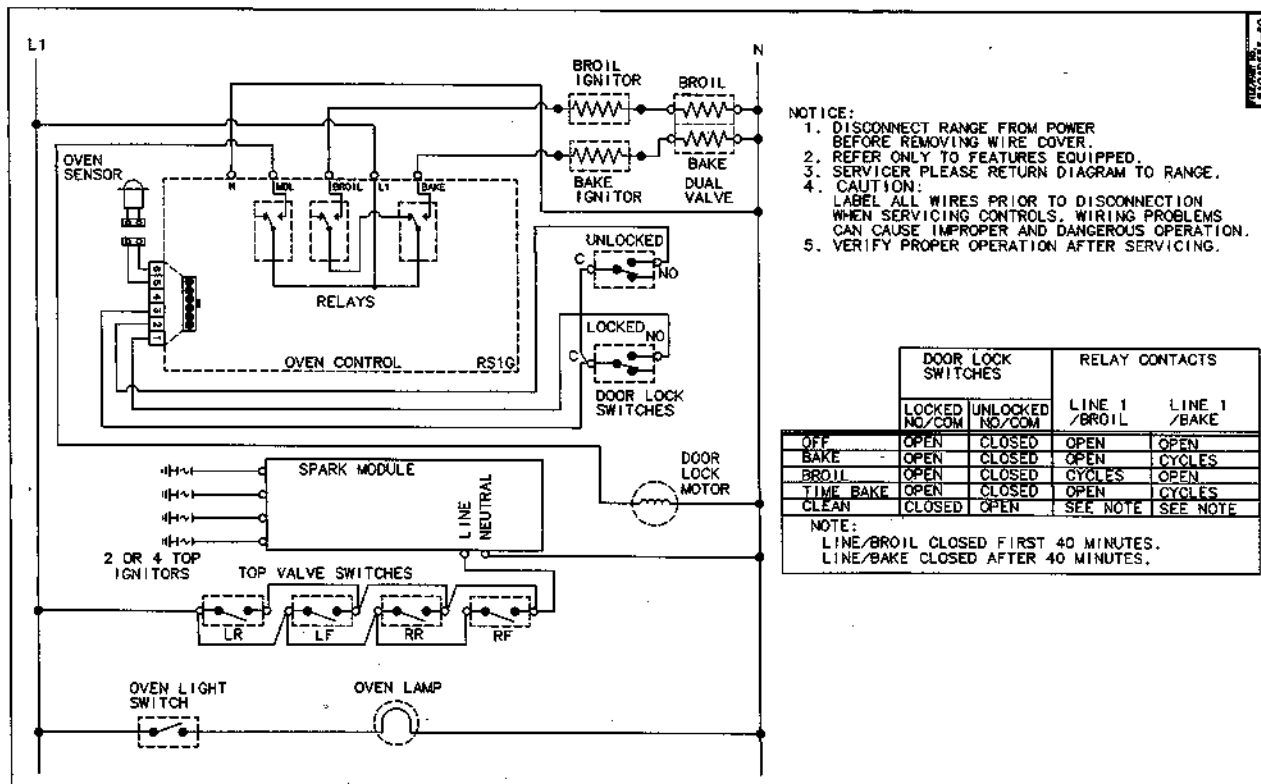 L1
N
BROIL
IGNITOR
BROIL
BAKE
IGNITOR
BAKE
DUAL
VALVE
OVEN
SENSOR
N
MDL
BROIL
L1
BAKE
RELAYS
6
5
4
3
2
1
OVEN CONTROL
RS1G
UNLOCKED
C
NO
LOCKED
NO
C
DOOR LOCK
SWITCHES
SPARK MODULE
LINE
NEUTRAL
DOOR
LOCK
MOTOR
2 OR 4 TOP
IGNITORS
TOP VALVE SWITCHES
LR
LF
RR
RF
OVEN LIGHT
SWITCH
OVEN LAMP
NOTICE:
1. DISCONNECT RANGE FROM POWER
BEFORE REMOVING WIRE COVER.
2. REFER ONLY TO FEATURES EQUIPPED.
3. SERVICER PLEASE RETURN DIAGRAM TO RANGE.
4. CAUTION:
LABEL ALL WIRES PRIOR TO DISCONNECTION
WHEN SERVICING CONTROLS. WIRING PROBLEMS
CAN CAUSE IMPROPER AND DANGEROUS OPERATION.
5. VERIFY PROPER OPERATION AFTER SERVICING.
DOOR LOCK
SWITCHES
RELAY CONTACTS
LOCKED
NO/COM
UNLOCKED
NO/COM
LINE 1
/BROIL
LINE 1
/BAKE
OFF OPEN CLOSED OPEN OPEN
BAKE OPEN CLOSED OPEN CYCLES
BROIL OPEN CLOSED CYCLES OPEN
TIME BAKE OPEN CLOSED OPEN CYCLES
CLEAN CLOSED OPEN SEE NOTE SEE NOTE
NOTE:
LINE/BROIL CLOSED FIRST 40 MINUTES.
LINE/BAKE CLOSED AFTER 40 MINUTES.